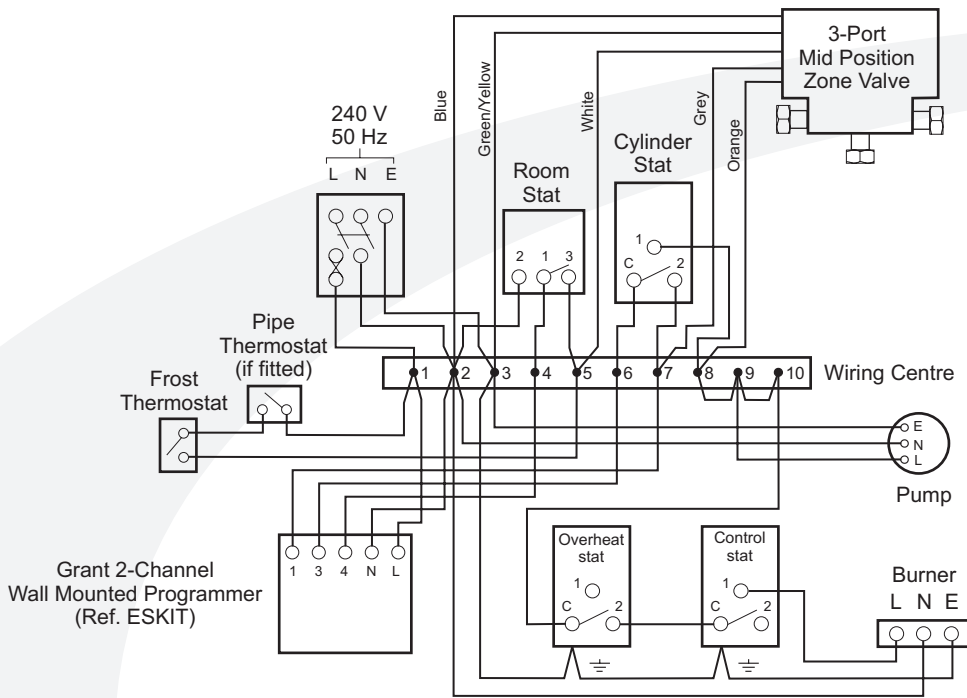 3-Port
Mid Position
Zone Valve
Blue
Green/Yellow
White
Grey
Orange
240 V
50 Hz
L N E
Room
Stat
2 1 3
Cylinder
Stat
1
C 2
Pipe
Thermostat
(if fitted)
Frost
Thermostat
1 2 3 4 5 6 7 8 9 10
Wiring Centre
E
N
L
Pump
Grant 2-Channel
Wall Mounted Programmer
(Ref. ESKIT)
1 3 4 N L
Overheat
stat
1
C 2
Control
stat
1
C 2
Burner
L N E